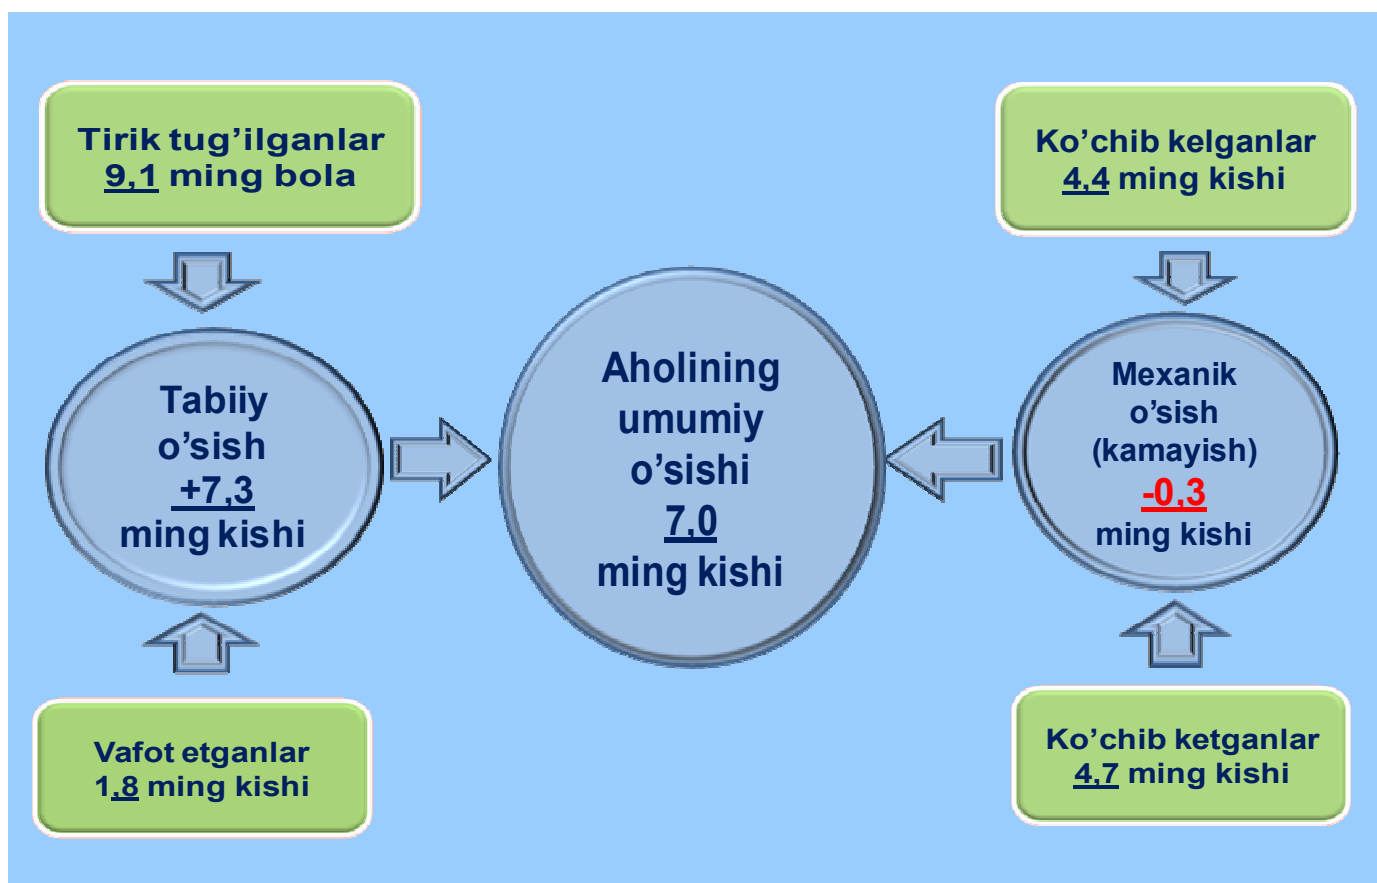 Tirik tug’ilganlar
9,1 ming bola
Ko’chib kelganlar
4,4 ming kishi
Tabiiy
o’sish
+7,3
ming kishi
Aholining
umumiy
o’sishi
7,0
ming kishi
Mexanik
o’sish
(kamayish)
-0,3
ming kishi
Vafot etganlar
1,8 ming kishi
Ko’chib ketganlar
4,7 ming kishi